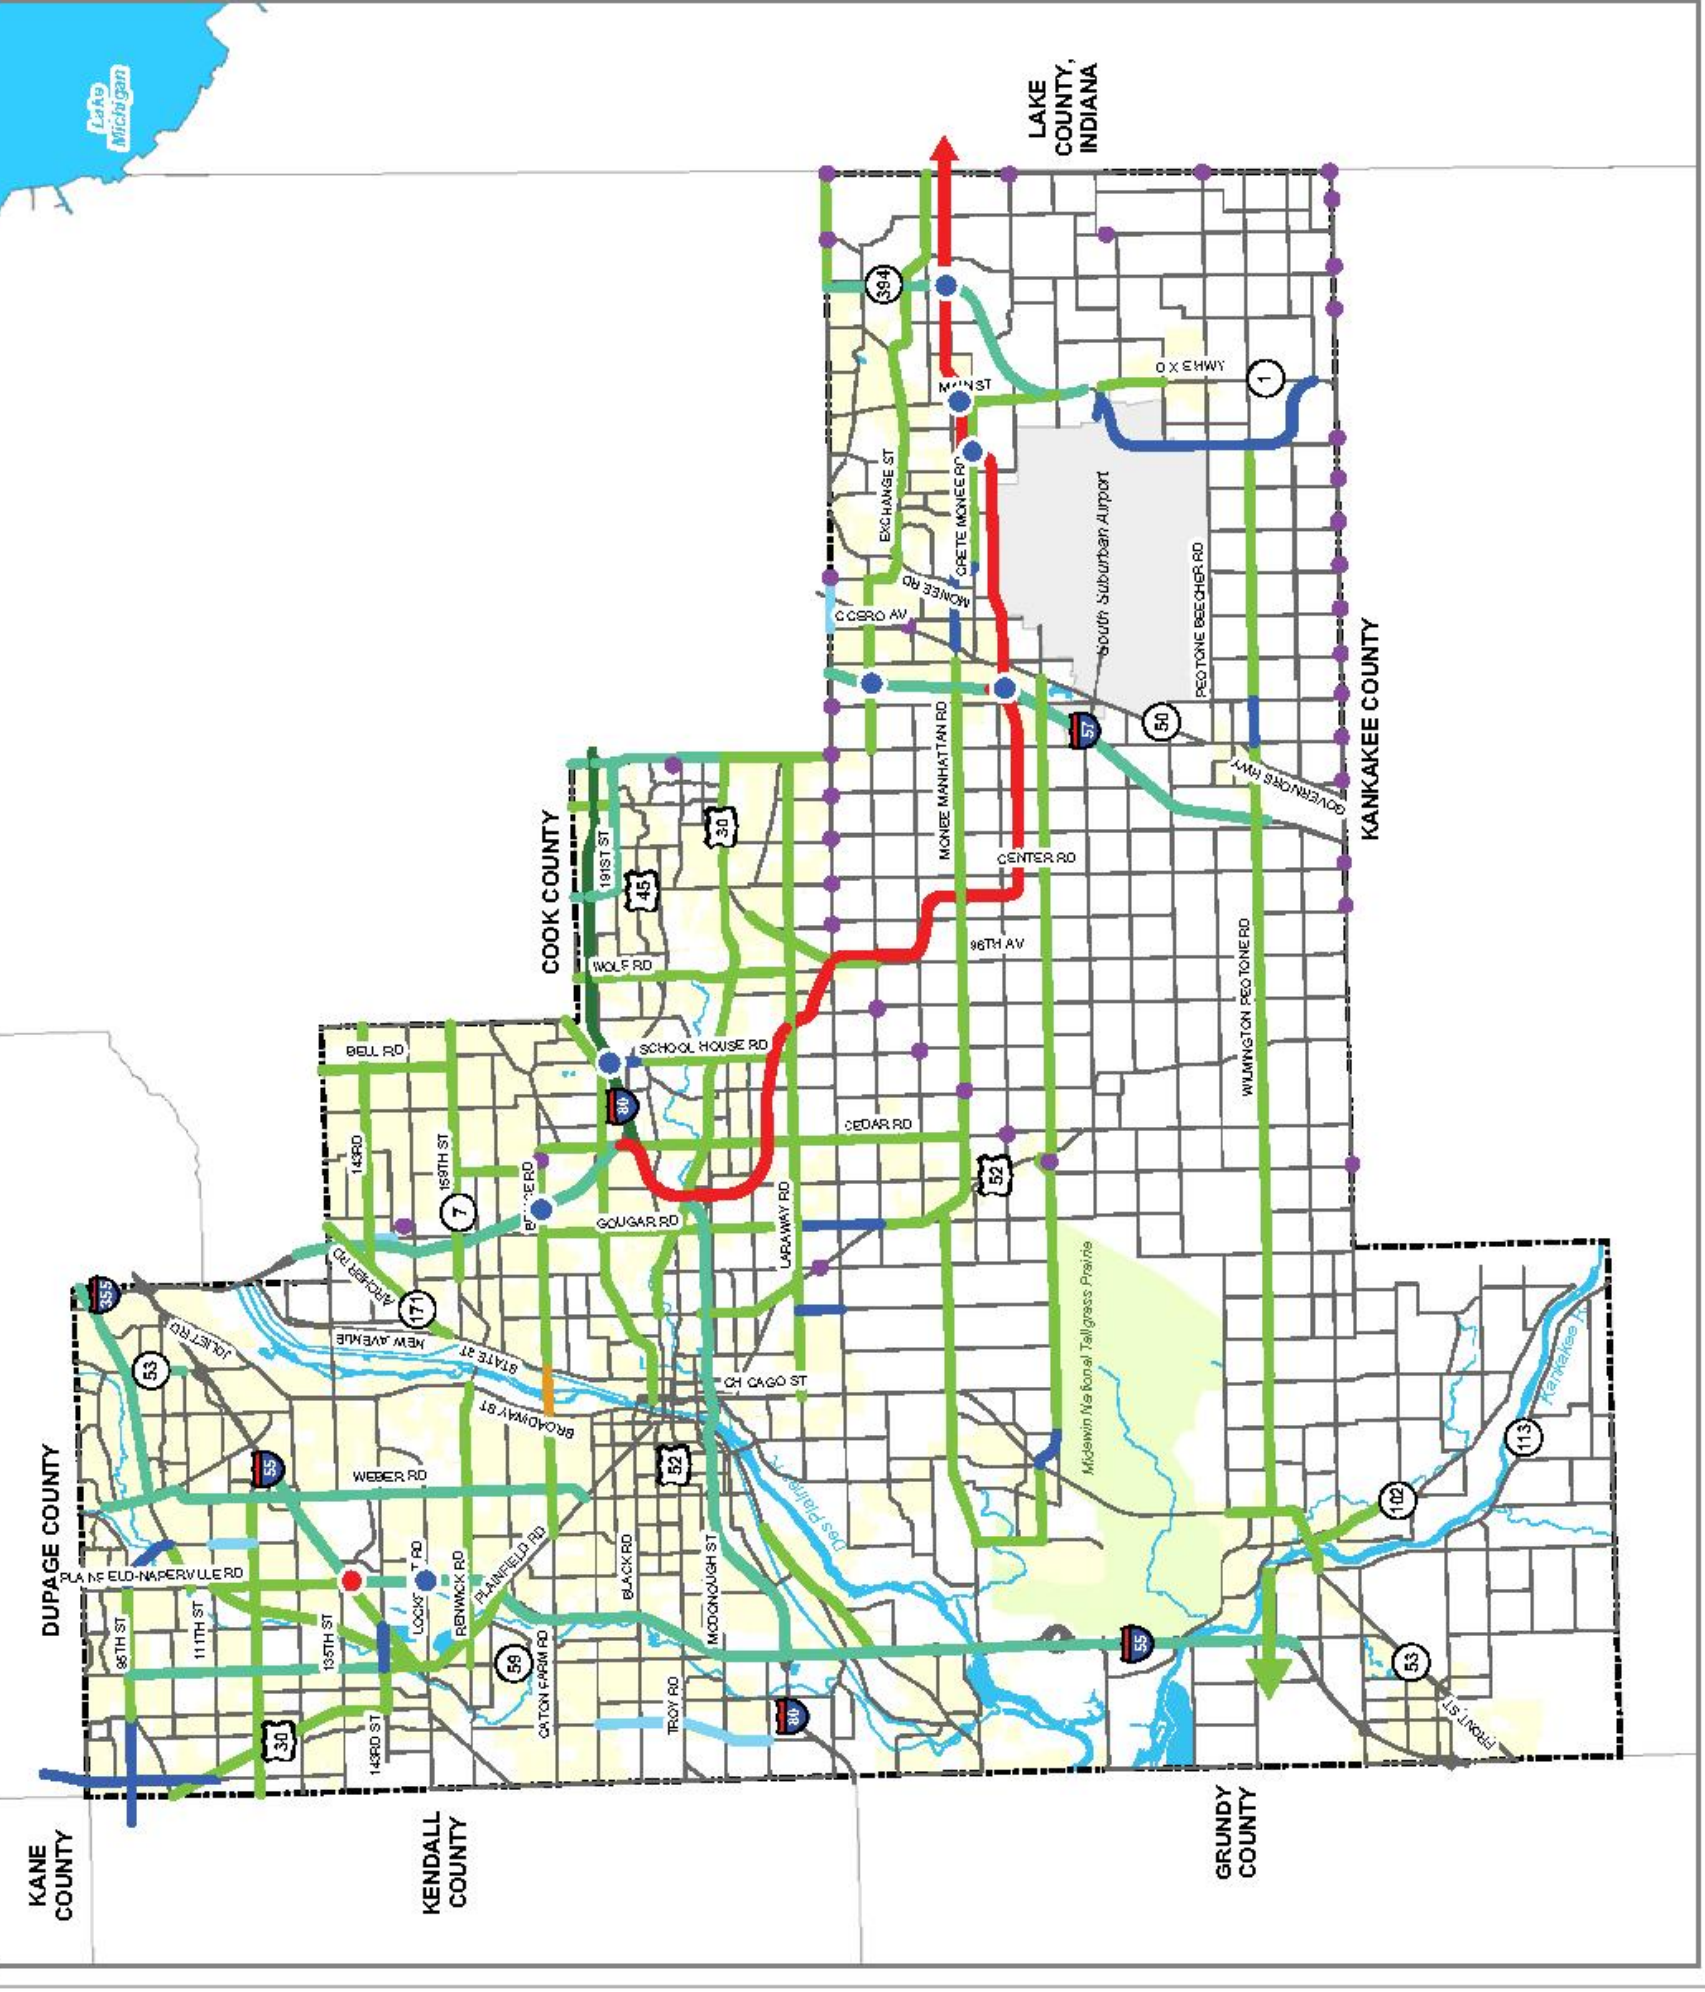 Lake
Michigan
LAKE
COUNTY,
INDIANA
KANE
COUNTY
DUPAGE COUNTY
COOK COUNTY
KENDALL
COUNTY
GRUNDY
COUNTY
KANKAKEE COUNTY
355
53
JOLIET RD
NEW AVENUE
STATE ST
ARCHER RD
171
7
BELL RD
143RD
159TH ST
GOUGAR RD
80
SCHOOL HOUSE RD
WOLF RD
191ST ST
45
30
CEDAR RD
LARAWAY RD
CHICAGO ST
BROADWAY ST
55
WEBER RD
52
PLAINFIELD-NAPERVILLE RD
95TH ST
111TH ST
135TH ST
RENWICK RD
PLAINFIELD RD
BLACK RD
MCDONOUGH ST
59
CATON FARM RD
TROY RD
80
30
143RD ST
394
MAIN ST
DIXIE HWY
1
EXCHANGE ST
CRETE MONEE RD
MONEE RD
CICERO AV
South Suburban Airport
PEOTONE BEECHER RD
MONEE MANHATTAN RD
57
50
GOVERNORS HWY
CENTER RD
96TH AV
WILMINGTON PEOTONE RD
52
Midewin National Tallgrass Prairie
Des Plaines
Kankakee R
113
102
55
53
FRONT ST